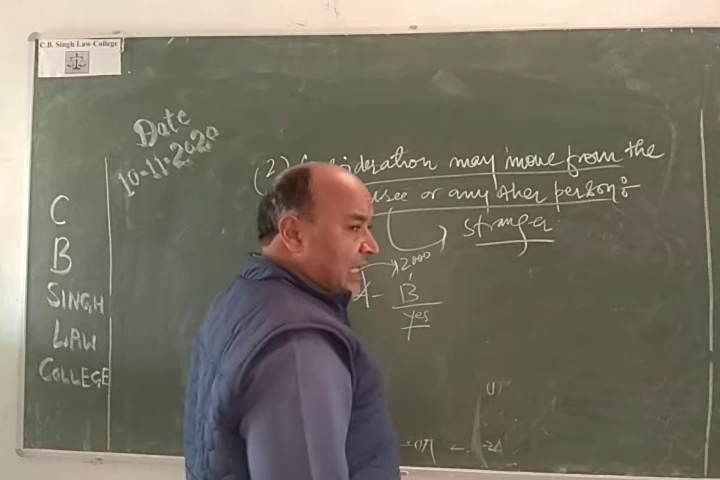 C.B. Singh Law College
Date
10-11-2020
C
B
SINGH
LAW
COLLEGE
(2) Consideration may move from the
or any other person :-
stranger.
2000
A - B
Yes